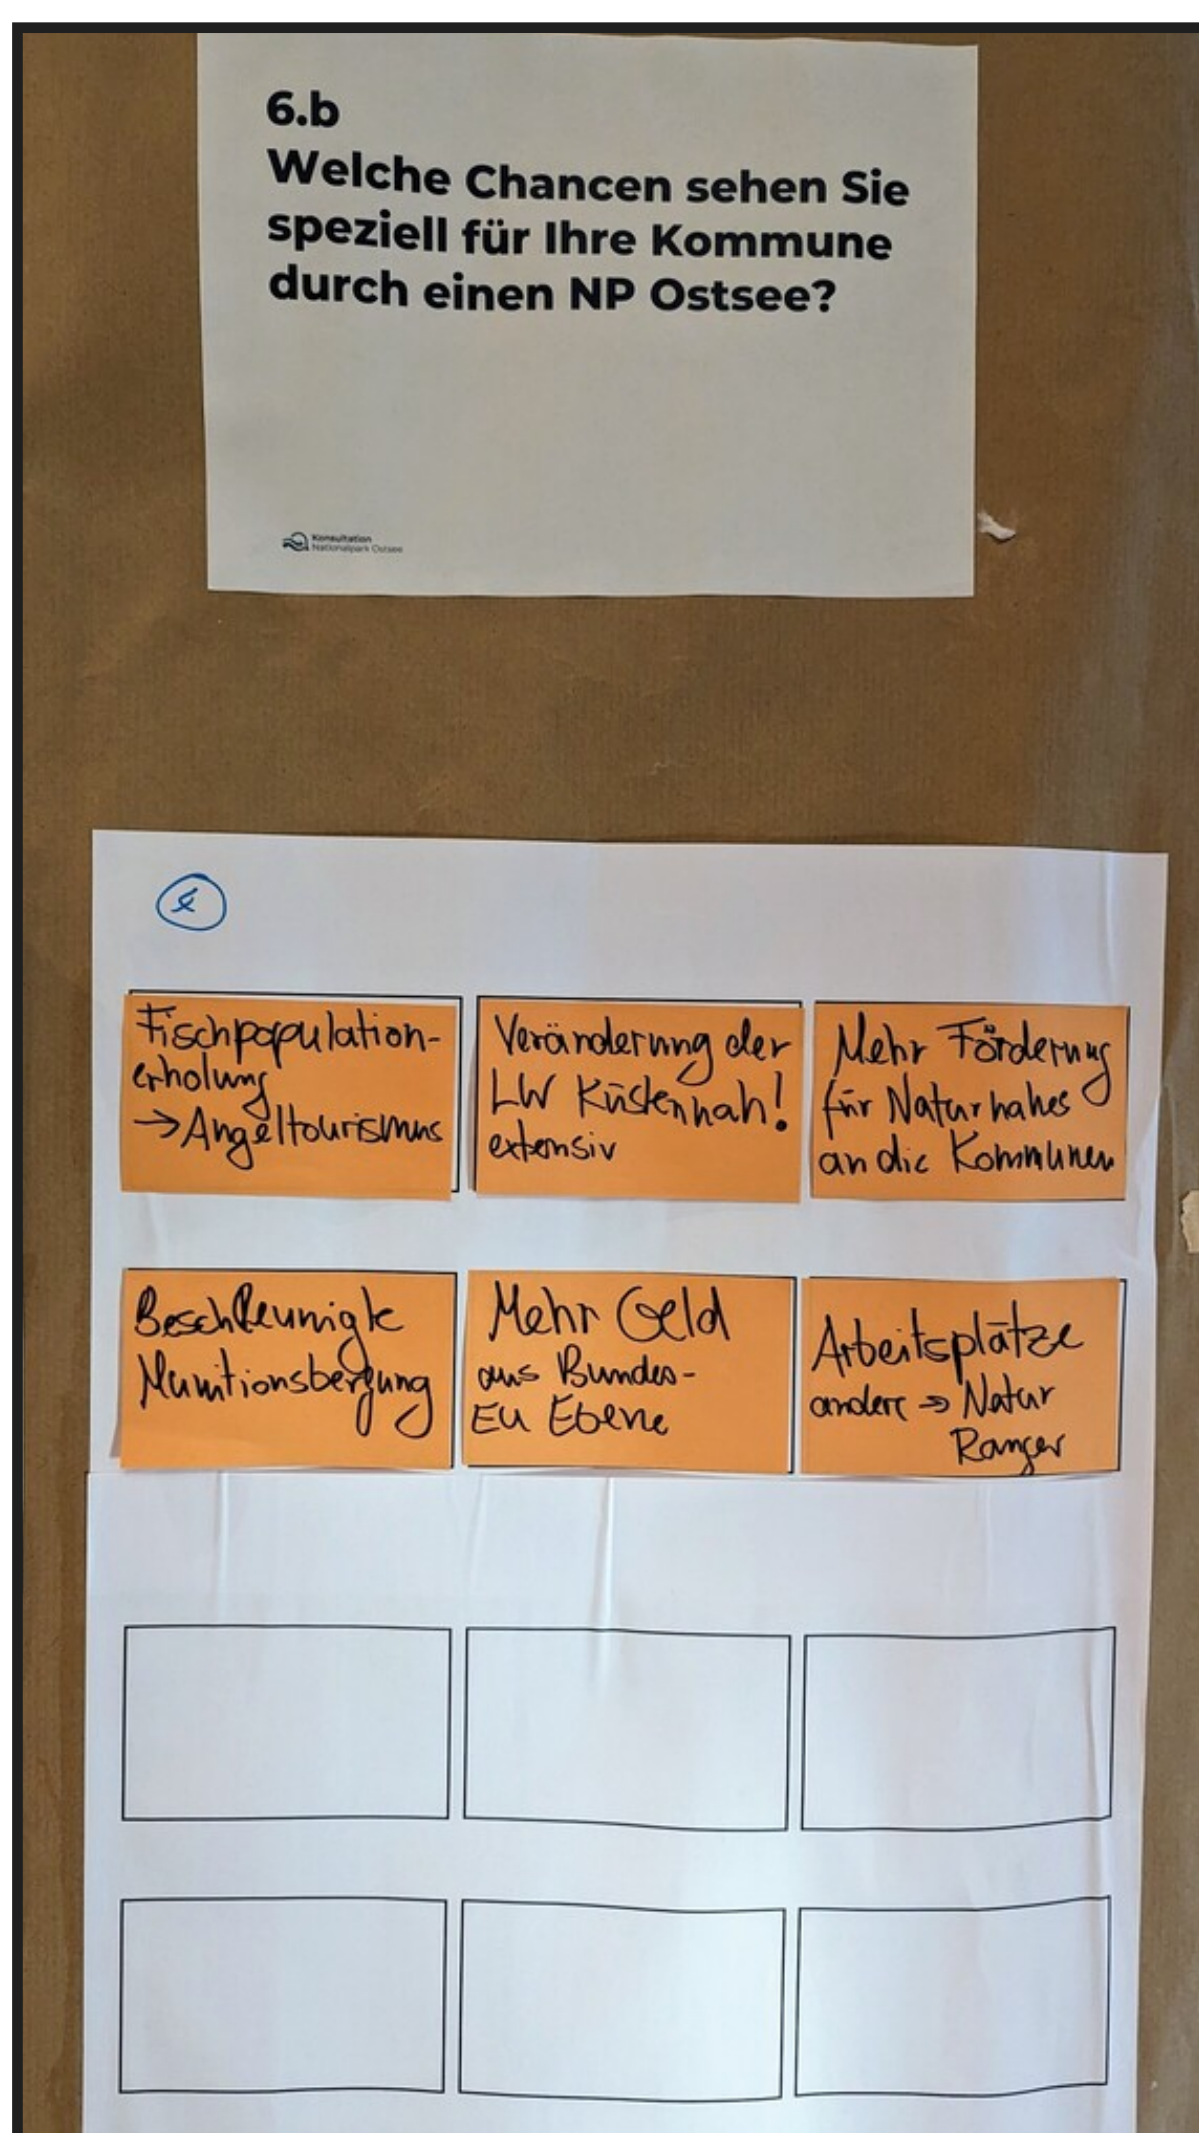 6.b
Welche Chancen sehen Sie
speziell für Ihre Kommune
durch einen NP Ostsee?
Konsultation
Nationalpark Ostsee
Fischpopulation-
erholung
→ Angeltourismus
Veränderung der
LW Küstennah!
extensiv
Mehr Förderung
für Naturnahes
an die Kommunen
Beschleunigte
Munitionsbergung
Mehr Geld
aus Bundes-
EU Ebene
Arbeitsplätze
andere → Natur
Ranger